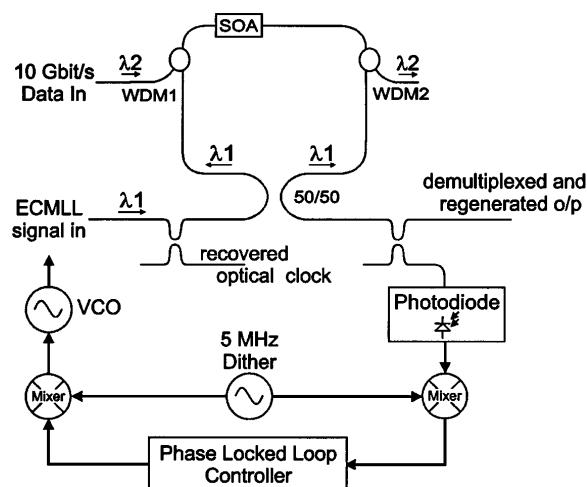 SOA
λ2
10 Gbit/s
Data In
WDM1
λ2
WDM2
λ1
λ1
50/50
ECMLL
signal in
λ1
demultiplexed and
regenerated o/p
recovered
optical clock
VCO
Photodiode
5 MHz
Dither
Mixer
Mixer
Phase Locked Loop
Controller